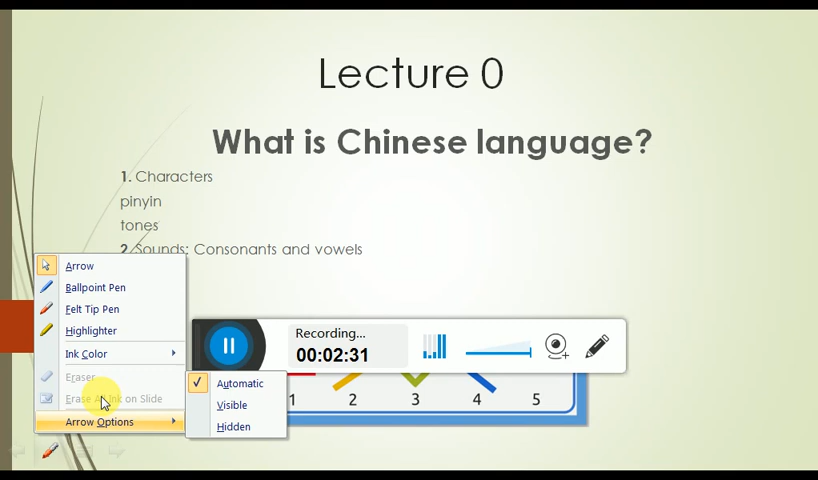 Lecture 0
What is Chinese language?
1. Characters
pinyin
tones
2. Sounds: Consonants and vowels
Arrow
Ballpoint Pen
Felt Tip Pen
Highlighter
Ink Color
Eraser
Erase All Ink on Slide
Arrow Options
Automatic
Visible
Hidden
Recording...
00:02:31
1 2 3 4 5